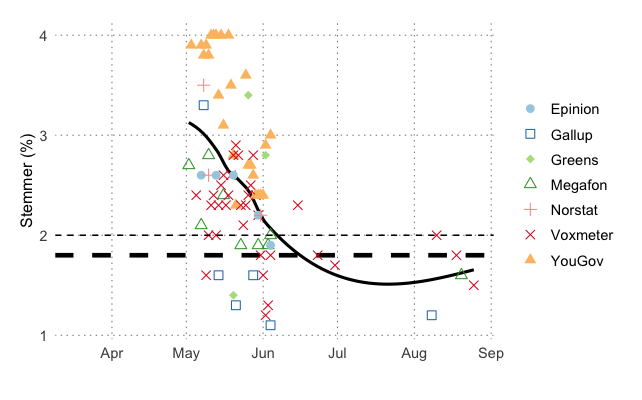 Stemmer (%)
4
3
2
1
Apr May Jun Jul Aug Sep
Epinion
Gallup
Greens
Megafon
Norstat
Voxmeter
YouGov